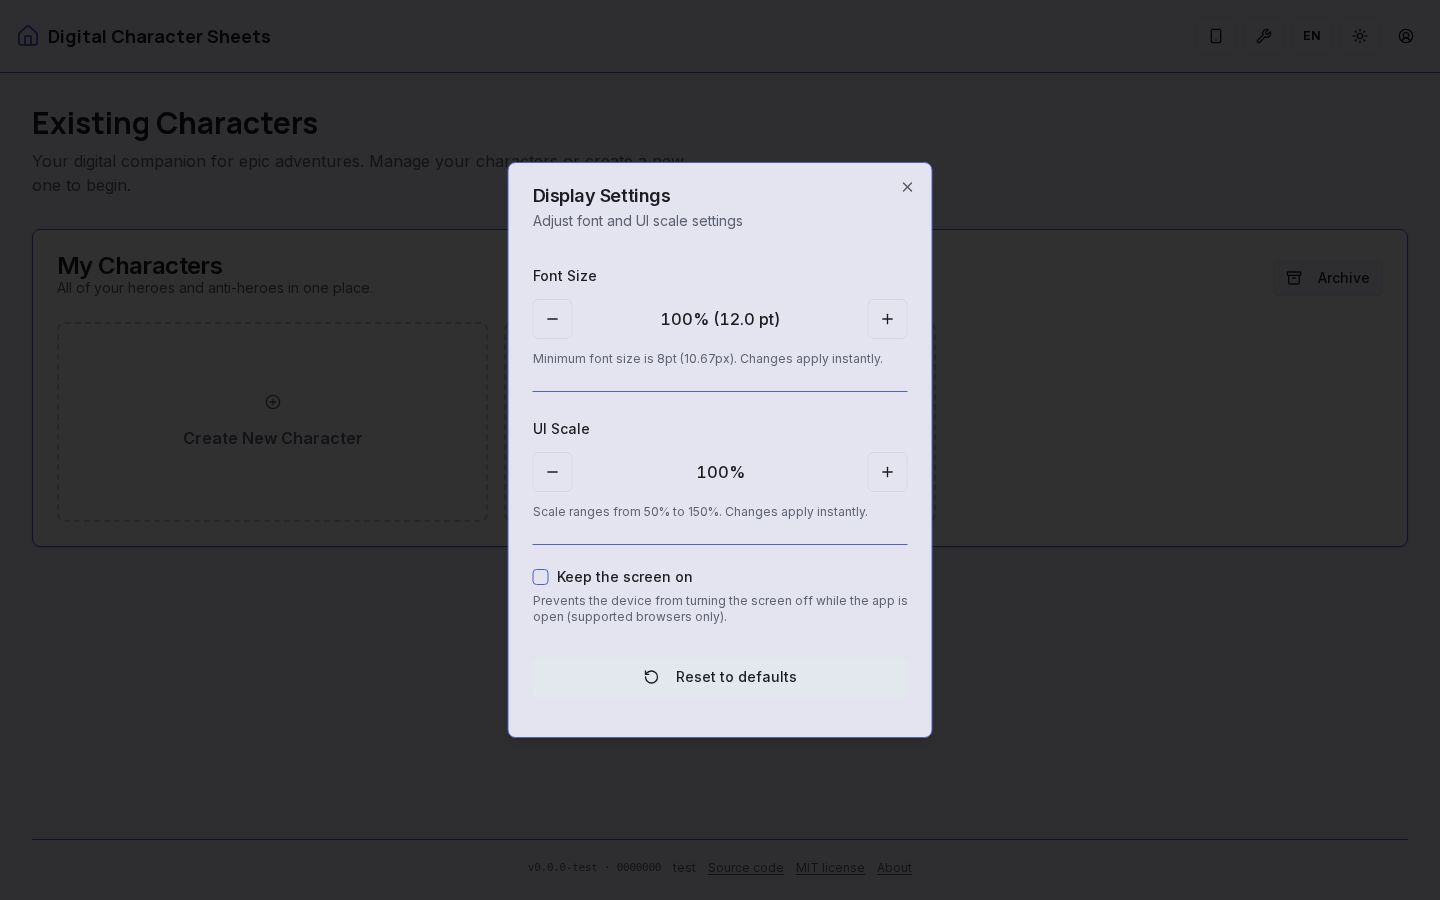 Digital Character Sheets
EN
Existing Characters
Your digital companion for epic adventures. Manage your characters or create a new
one to begin.
My Characters
All of your heroes and anti-heroes in one place.
Archive
Create New Character
Display Settings
Adjust font and UI scale settings
Font Size
100% (12.0 pt)
Minimum font size is 8pt (10.67px). Changes apply instantly.
UI Scale
100%
Scale ranges from 50% to 150%. Changes apply instantly.
Keep the screen on
Prevents the device from turning the screen off while the app is
open (supported browsers only).
Reset to defaults
v0.0.0-test · 0000000 test Source code MIT license About